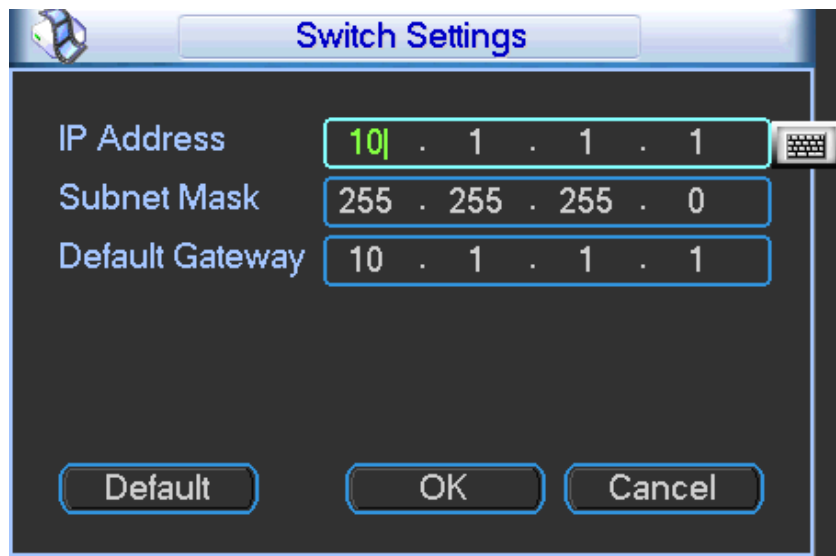 Switch Settings
IP Address 10 . 1 . 1 . 1
Subnet Mask 255 . 255 . 255 . 0
Default Gateway 10 . 1 . 1 . 1
Default OK Cancel